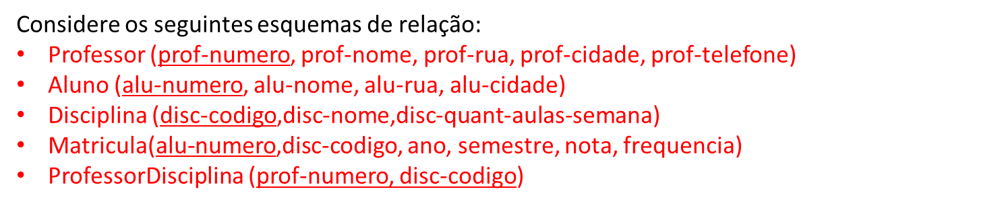 Considere os seguintes esquemas de relação:
• Professor (prof-numero, prof-nome, prof-rua, prof-cidade, prof-telefone)
• Aluno (alu-numero, alu-nome, alu-rua, alu-cidade)
• Disciplina (disc-codigo,disc-nome,disc-quant-aulas-semana)
• Matricula(alu-numero,disc-codigo, ano, semestre, nota, frequencia)
• ProfessorDisciplina (prof-numero, disc-codigo)